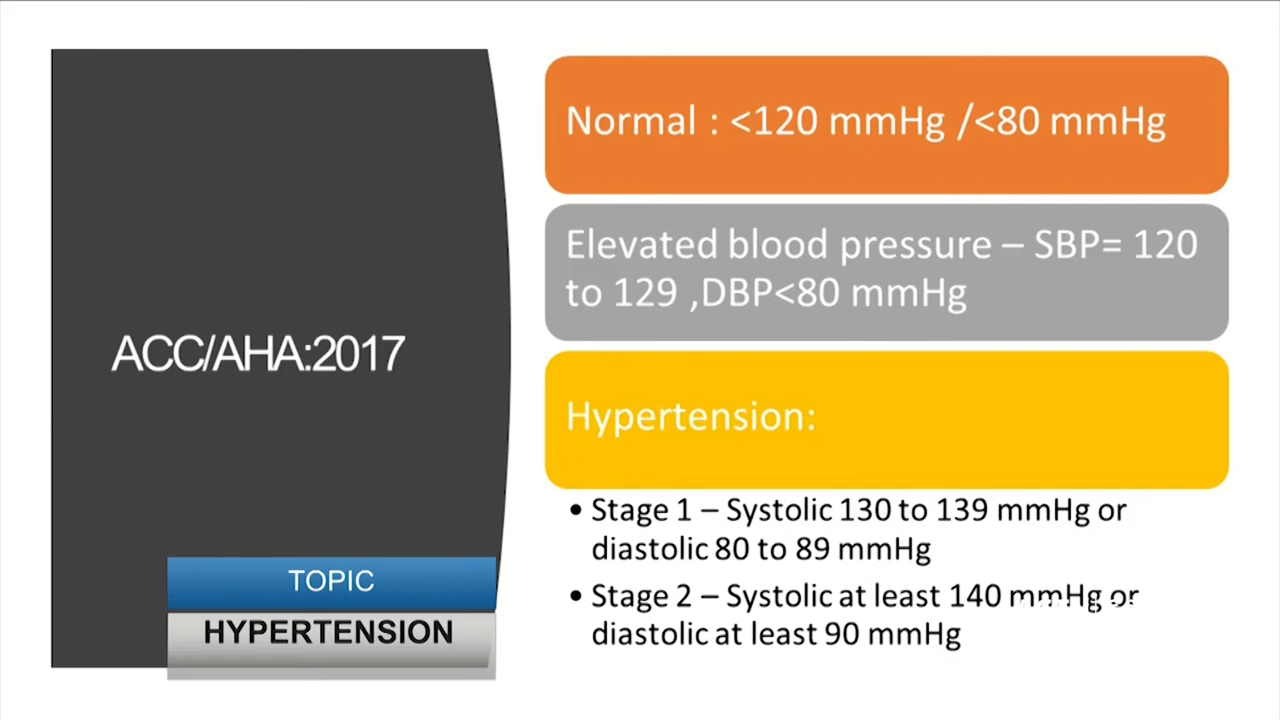 ACC/AHA:2017
TOPIC
HYPERTENSION
Normal : <120 mmHg /<80 mmHg
Elevated blood pressure – SBP= 120
to 129 ,DBP<80 mmHg
Hypertension:
• Stage 1 – Systolic 130 to 139 mmHg or
diastolic 80 to 89 mmHg
• Stage 2 – Systolic at least 140 mmHg or
diastolic at least 90 mmHg